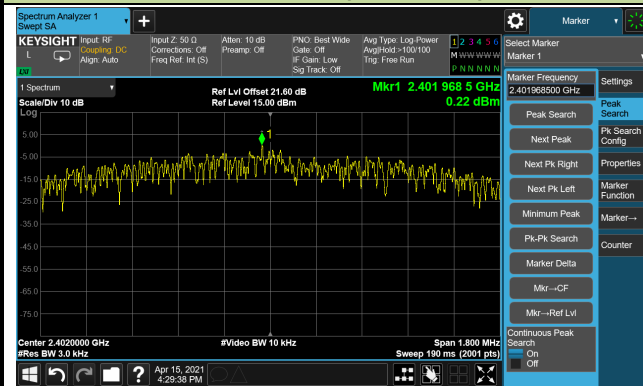 Spectrum Analyzer 1
Swept SA
Marker
KEYSIGHT
L
Input: RF
Coupling: DC
Align: Auto
Input Z: 50 Ω
Corrections: Off
Freq Ref: Int (S)
Atten: 10 dB
Preamp: Off
PNO: Best Wide
Gate: Off
IF Gain: Low
Sig Track: Off
Avg Type: Log-Power
Avg|Hold:>100/100
Trig: Free Run
1 2 3 4 5 6
M W W W W W
P N N N N N
Select Marker
Marker 1
1 Spectrum
Scale/Div 10 dB
Log
Ref Lvl Offset 21.60 dB
Ref Level 15.00 dBm
Mkr1 2.401 968 5 GHz
0.22 dBm
5.00
-5.00
-15.0
-25.0
-35.0
-45.0
-55.0
-65.0
-75.0
1
Center 2.4020000 GHz
#Res BW 3.0 kHz
#Video BW 10 kHz
Span 1.800 MHz
Sweep 190 ms (2001 pts)
Marker Frequency
2.401968500 GHz
Peak Search
Next Peak
Next Pk Right
Next Pk Left
Minimum Peak
Pk-Pk Search
Marker Delta
Mkr→CF
Mkr→Ref Lvl
Continuous Peak
Search
On
Off
Settings
Peak
Search
Pk Search
Config
Properties
Marker
Function
Marker→
Counter
?
Apr 15, 2021
4:29:38 PM